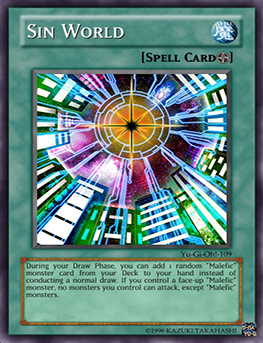 Sin World
[Spell Card]
Yu-Gi-Oh!-109
During your Draw Phase, you can add 1 random "Malefic"
monster card from your Deck to your hand instead of
conducting a normal draw. If you control a face-up "Malefic"
monster, no monsters you control can attack, except "Malefic"
monsters.
©1996 KAZUKI TAKAHASHI